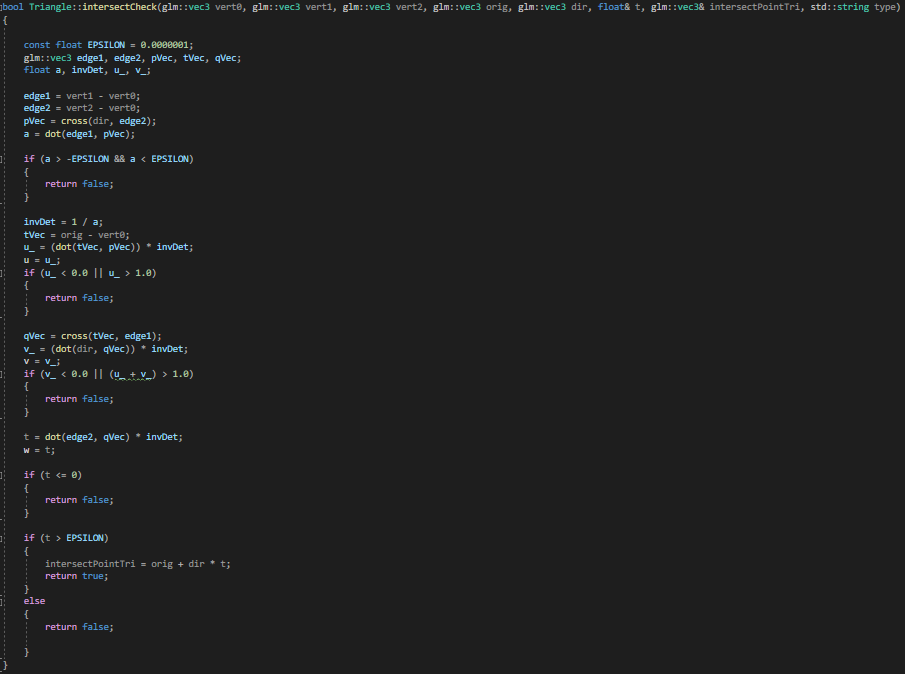 bool Triangle::intersectCheck(glm::vec3 vert0, glm::vec3 vert1, glm::vec3 vert2, glm::vec3 orig, glm::vec3 dir, float& t, glm::vec3& intersectPointTri, std::string type)
{
const float EPSILON = 0.0000001;
glm::vec3 edge1, edge2, pVec, tVec, qVec;
float a, invDet, u_, v_;
edge1 = vert1 - vert0;
edge2 = vert2 - vert0;
pVec = cross(dir, edge2);
a = dot(edge1, pVec);
if (a > -EPSILON && a < EPSILON)
{
return false;
}
invDet = 1 / a;
tVec = orig - vert0;
u_ = (dot(tVec, pVec)) * invDet;
u = u_;
if (u_ < 0.0 || u_ > 1.0)
{
return false;
}
qVec = cross(tVec, edge1);
v_ = (dot(dir, qVec)) * invDet;
v = v_;
if (v_ < 0.0 || (u_ + v_) > 1.0)
{
return false;
}
t = dot(edge2, qVec) * invDet;
w = t;
if (t <= 0)
{
return false;
}
if (t > EPSILON)
{
intersectPointTri = orig + dir * t;
return true;
}
else
{
return false;
}
}